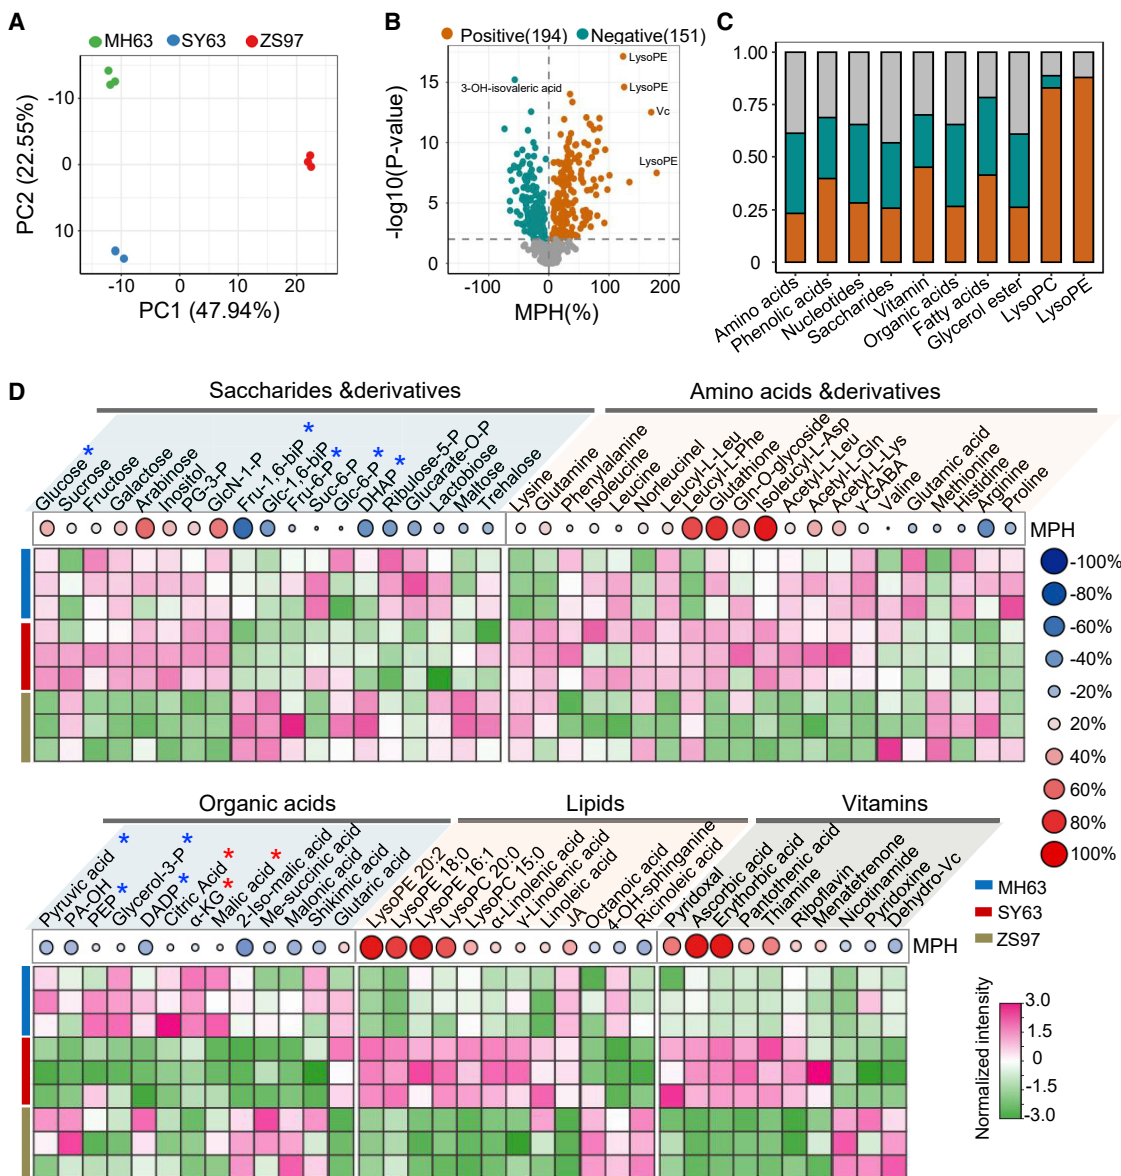 A
MH63
SY63
ZS97
PC2 (22.55%)
-10
0
10
-10
0
10
20
PC1 (47.94%)
B
Positive(194)
Negative(151)
-log10(P-value)
15
10
5
0
LysoPE
3-OH-isovaleric acid
LysoPE
Vc
LysoPE
-100
0
100
200
MPH(%)
C
1.00
0.75
0.50
0.25
0
Amino acids
Phenolic acids
Nucleotides
Saccharides
Vitamin
Organic acids
Fatty acids
Glycerol ester
LysoPC
LysoPE
D
Saccharides &derivatives
Amino acids &derivatives
Glucose *
Sucrose
Fructose
Galactose
Arabinose
Inositol
PG-3-P
GlcN-1-P
Fru-1,6-biP *
Glc-1,6-biP
Fru-6-P *
Suc-6-P
Glc-6-P *
DHAP *
Ribulose-5-P
Glucarate-O-P
Lactobiose
Maltose
Trehalose
Lysine
Glutamine
Phenylalanine
Isoleucine
Leucine
Norleucinel
Leucyl-L-Leu
Leucyl-L-Phe
Glutathione
Gln-O-glycoside
Isoleucyl-L-Asp
Acetyl-L-Leu
Acetyl-L-Gln
Acetyl-L-Lys
γ-GABA
Valine
Glutamic acid
Methionine
Histidine
Arginine
Proline
MPH
-100%
-80%
-60%
-40%
-20%
20%
40%
60%
80%
100%
Organic acids
Lipids
Vitamins
Pyruvic acid *
PA-OH
PEP *
Glycerol-3-P *
DADP *
Citric Acid *
α-KG *
Malic acid *
2-Iso-malic acid
Me-succinic acid
Malonic acid
Shikimic acid
Glutaric acid
LysoPE 20:2
LysoPE 18:0
LysoPE 16:1
LysoPC 20:0
LysoPC 15:0
α-Linolenic acid
γ-Linolenic acid
Linoleic acid
JA
Octanoic acid
4-OH-sphinganine
Ricinoleic acid
Pyridoxal
Ascorbic acid
Erythorbic acid
Pantothenic acid
Thiamine
Riboflavin
Menatetrenone
Nicotinamide
Pyridoxine
Dehydro-Vc
MPH
MH63
SY63
ZS97
Normalized intensity
3.0
1.5
0
-1.5
-3.0